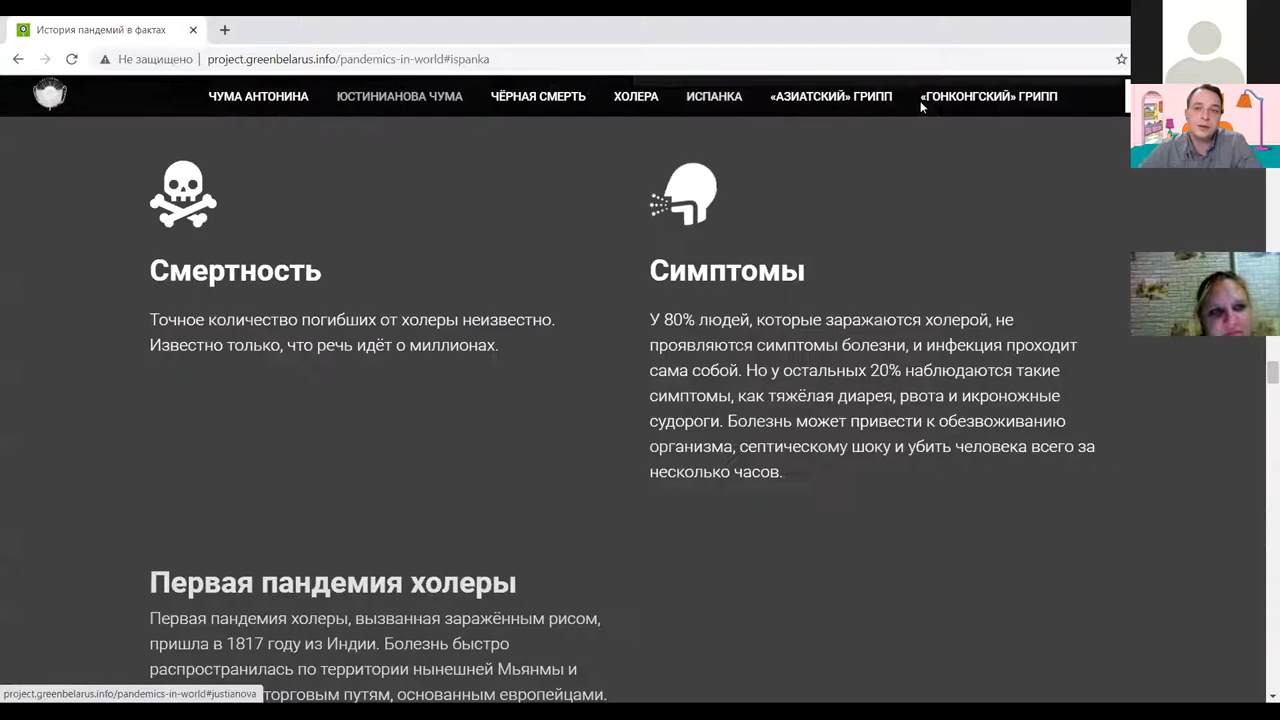 История пандемий в фактах
Не защищено
project.greenbelarus.info/pandemics-in-world#ispanka
ЧУМА АНТОНИНА ЮСТИНИАНОВА ЧУМА ЧЁРНАЯ СМЕРТЬ ХОЛЕРА ИСПАНКА «АЗИАТСКИЙ» ГРИПП «ГОНКОНГСКИЙ» ГРИПП
Смертность
Точное количество погибших от холеры неизвестно.
Известно только, что речь идёт о миллионах.
Симптомы
У 80% людей, которые заражаются холерой, не
проявляются симптомы болезни, и инфекция проходит
сама собой. Но у остальных 20% наблюдаются такие
симптомы, как тяжёлая диарея, рвота и икроножные
судороги. Болезнь может привести к обезвоживанию
организма, септическому шоку и убить человека всего за
несколько часов.
Первая пандемия холеры
Первая пандемия холеры, вызванная заражённым рисом,
пришла в 1817 году из Индии. Болезнь быстро
распространилась по территории нынешней Мьянмы и
торговым путям, основанным европейцами.
project.greenbelarus.info/pandemics-in-world#justianova